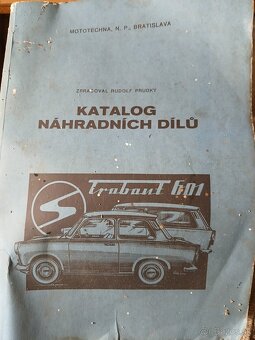 MOTOTECHNA, N. P., BRATISLAVA
ZPRACOVAL RUDOLF PRUDKÝ
KATALOG
NÁHRADNÍCH DÍLŮ
Trabant 601